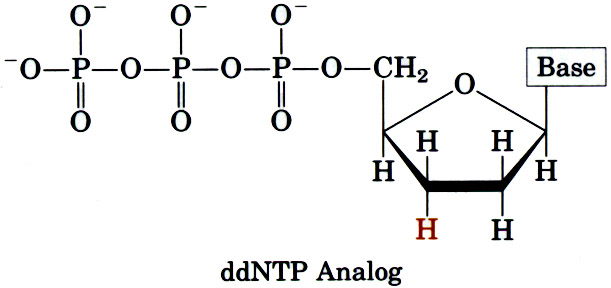 O⁻ O⁻ O⁻
⁻O—P—O—P—O—P—O—CH₂ O Base
O O O
H H H H
H H
ddNTP Analog